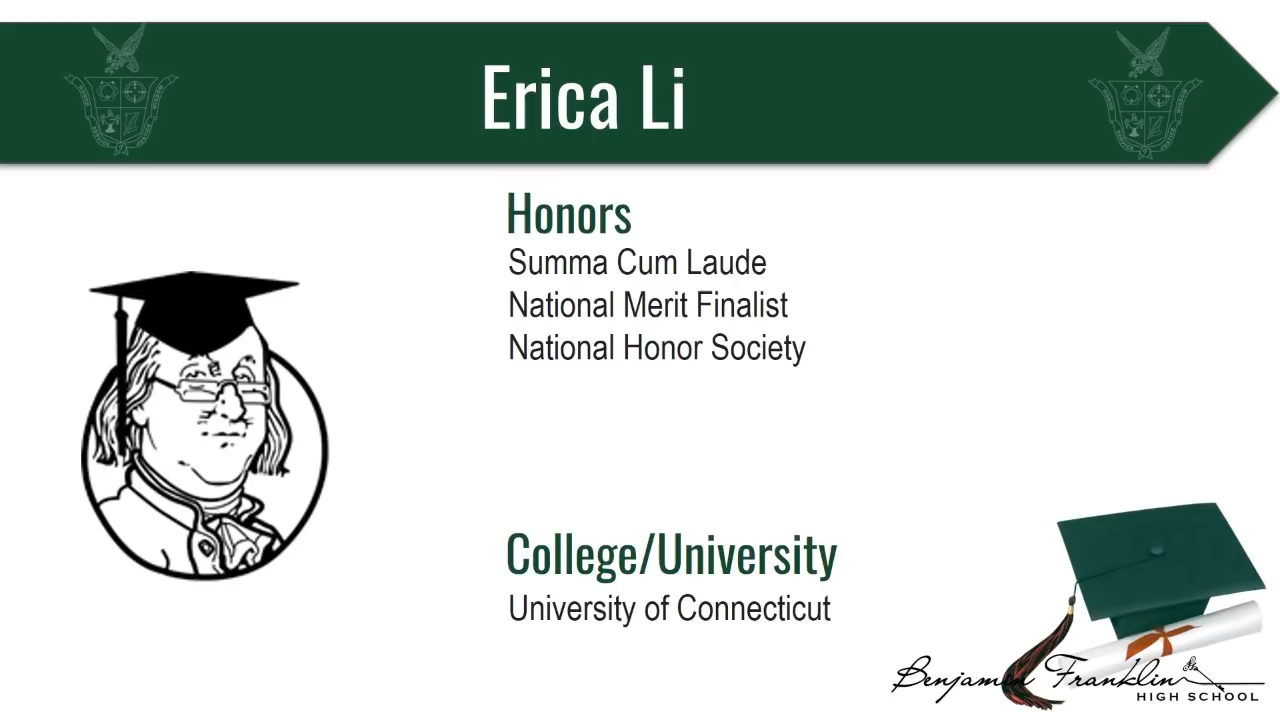 Erica Li
Honors
Summa Cum Laude
National Merit Finalist
National Honor Society
College/University
University of Connecticut
Benjamin Franklin
HIGH SCHOOL